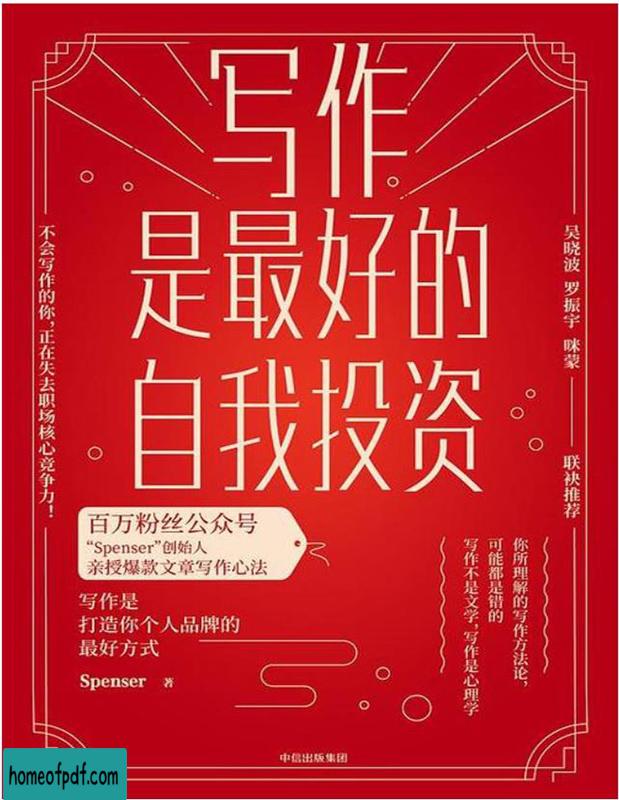 写作
是最好的
自我投资
不会写作的你,正在失去职场核心竞争力!
吴晓波 罗振宇 咪蒙
联袂推荐
百万粉丝公众号
“Spenser”创始人
亲授爆款文章写作心法
写作是
打造你个人品牌的
最好方式
Spenser 著
你所理解的写作方法论,
可能都是错的
写作不是文学,写作是心理学
中信出版集团
homeofpdf.com